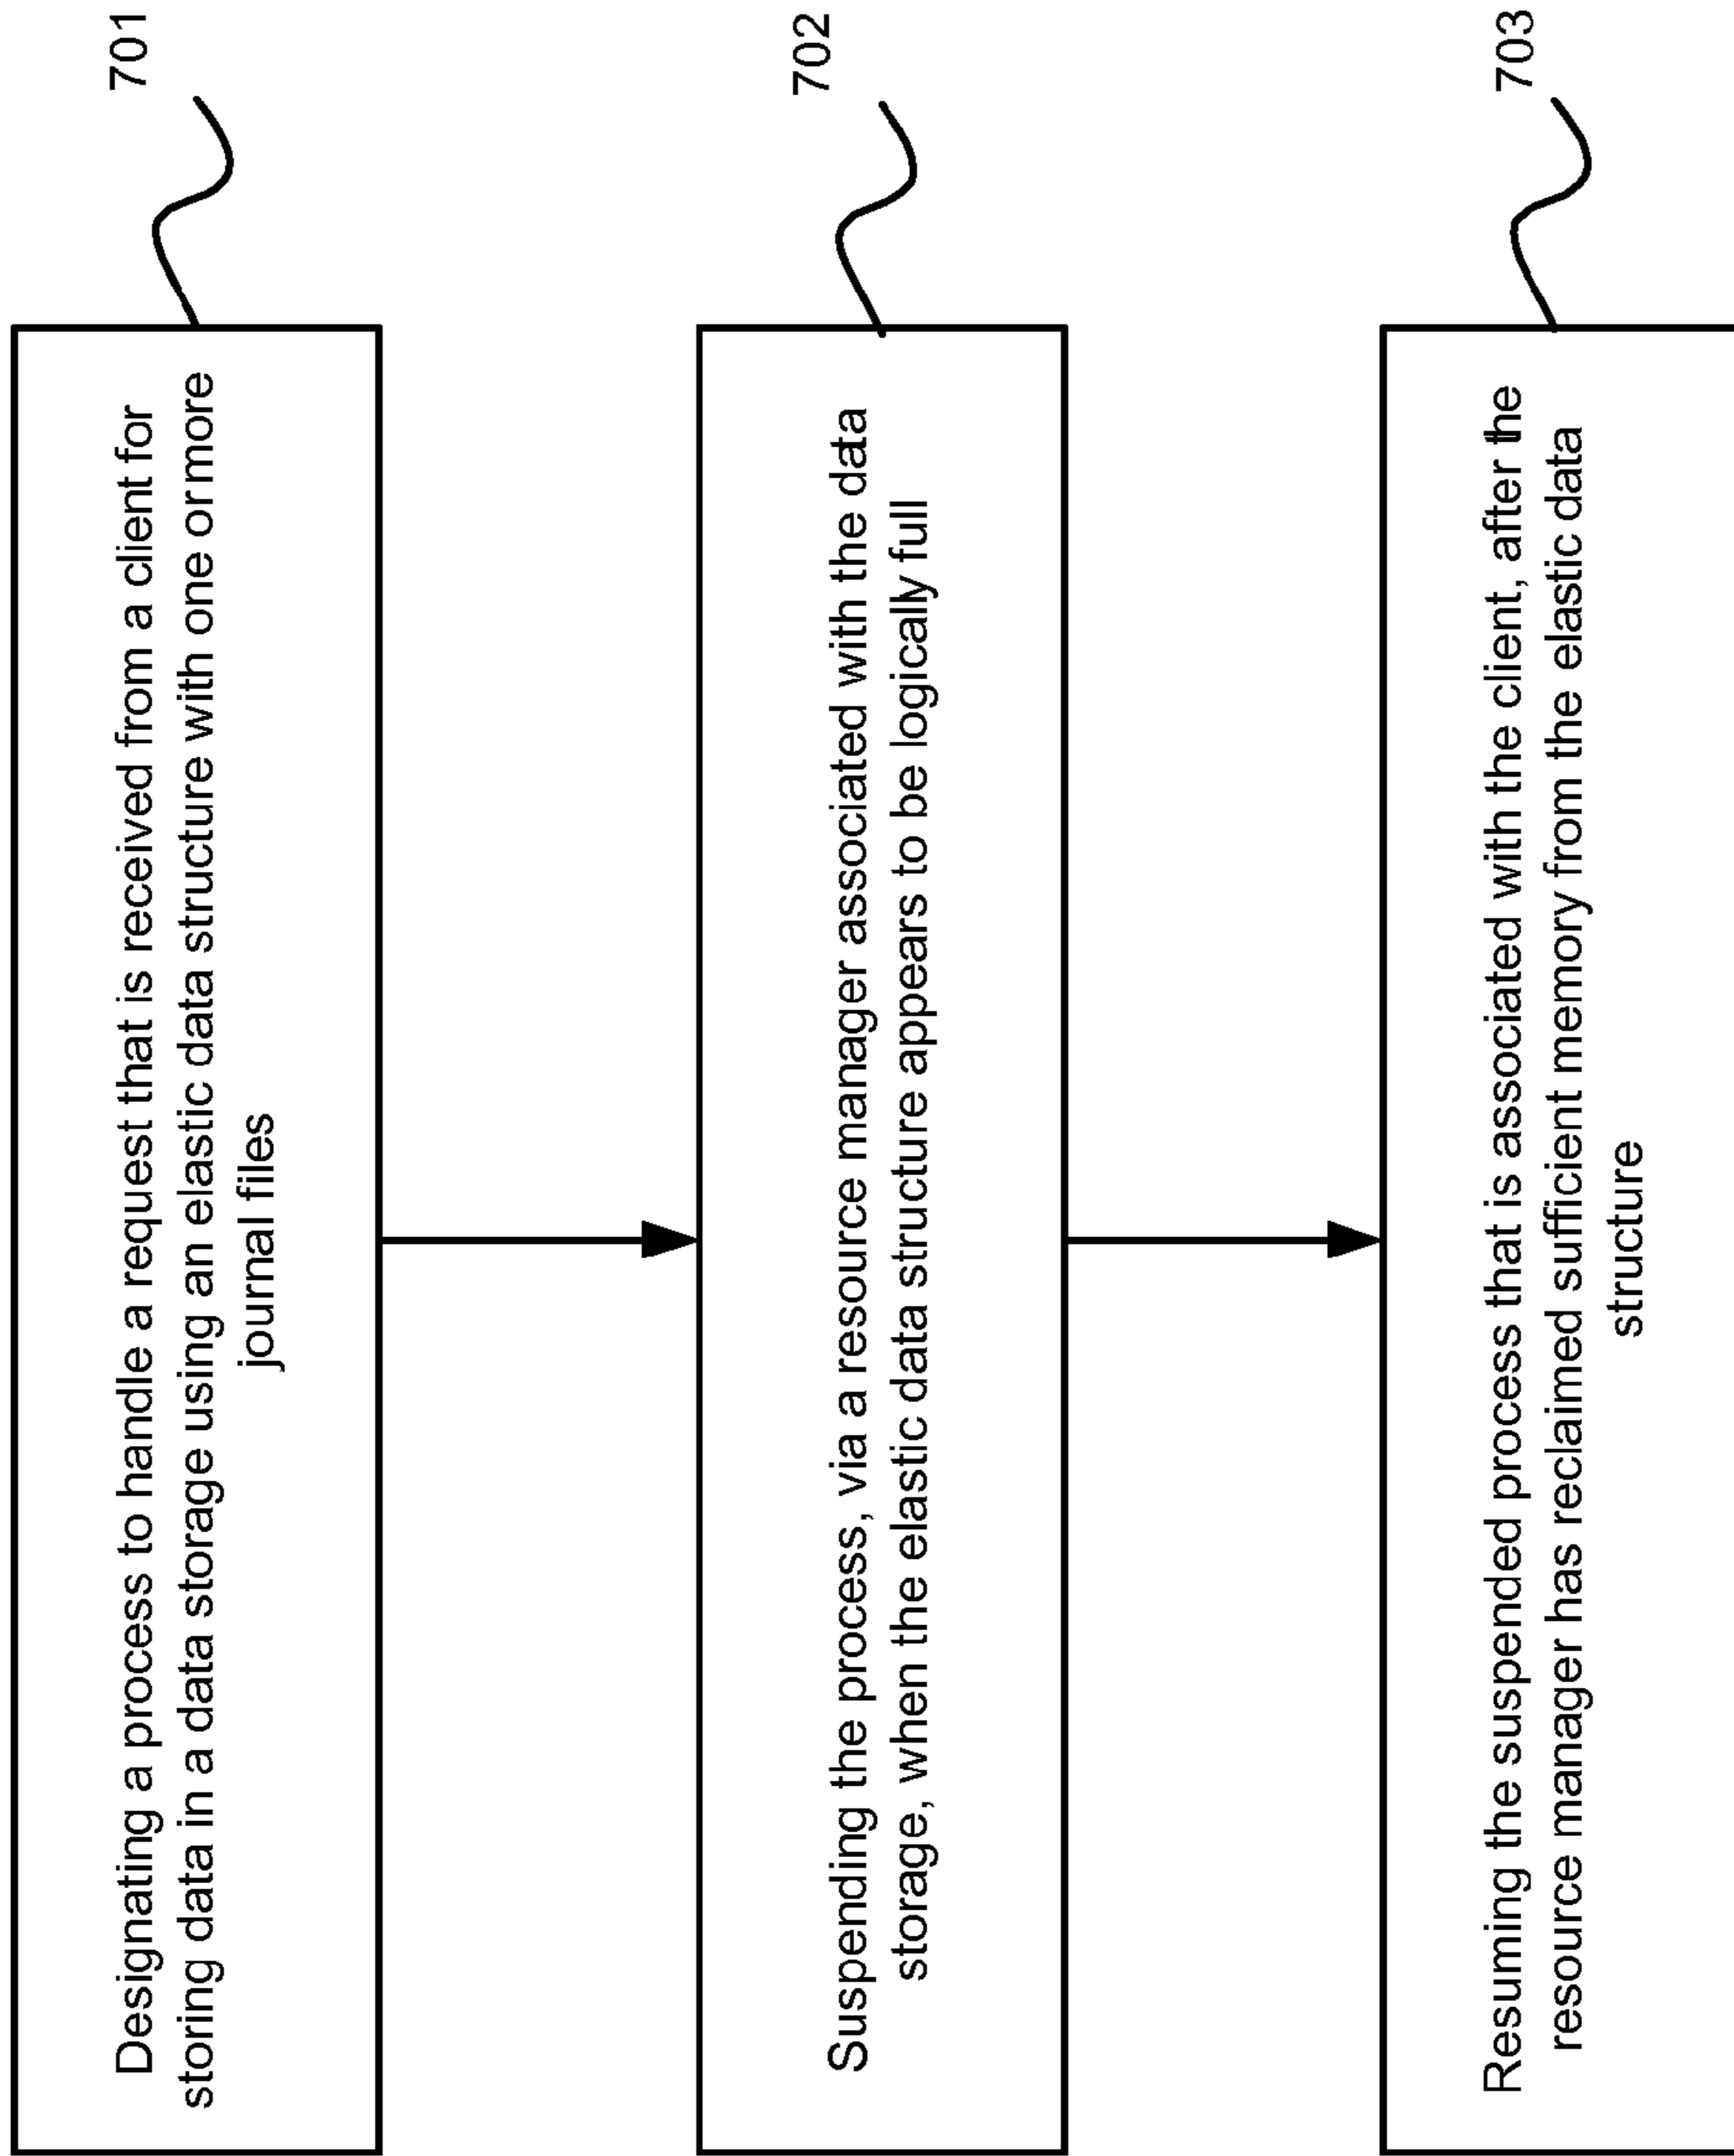 701
Designating a process to handle a request that is received from a client for
storing data in a data storage using an elastic data structure with one or more
journal files
702
Suspending the process, via a resource manager associated with the data
storage, when the elastic data structure appears to be logically full
703
Resuming the suspended process that is associated with the client, after the
resource manager has reclaimed sufficient memory from the elastic data
structure